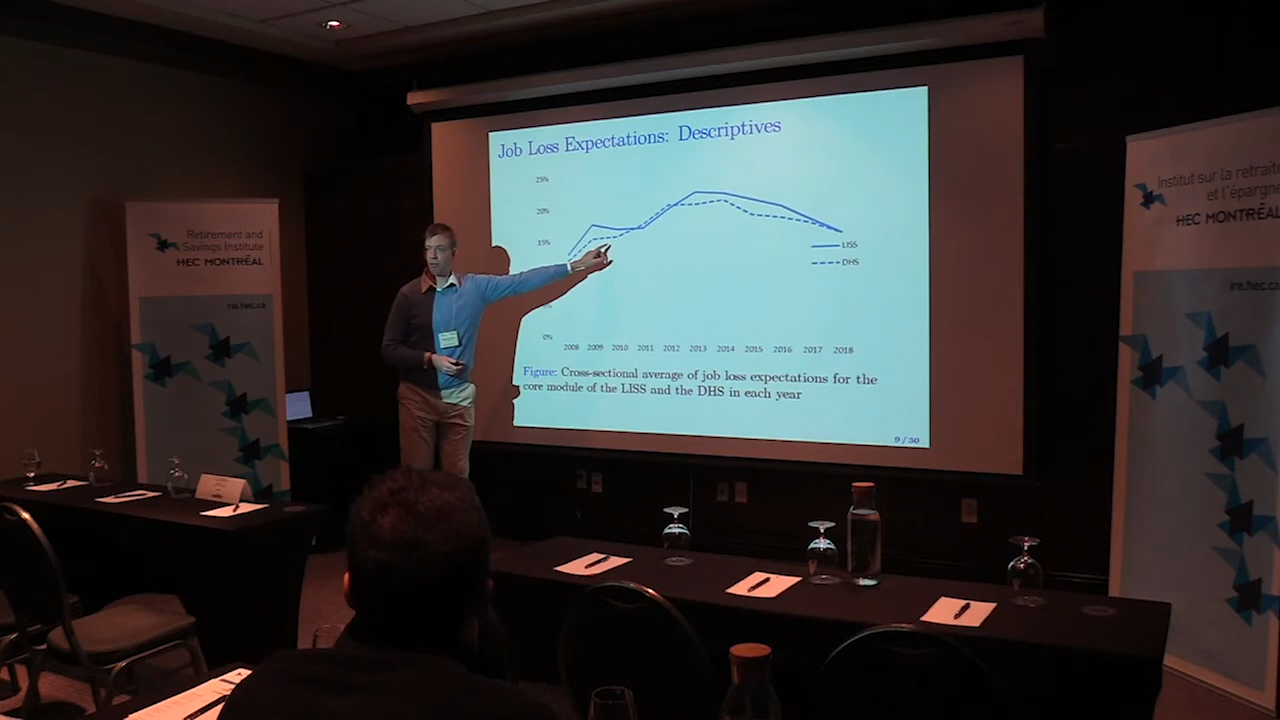 Job Loss Expectations: Descriptives
25%
20%
15%
0%
2008 2009 2010 2011 2012 2013 2014 2015 2016 2017 2018
LISS
DHS
Figure: Cross-sectional average of job loss expectations for the
core module of the LISS and the DHS in each year
9 / 30
Retirement and
Savings Institute
HEC MONTRÉAL
rsi.hec.ca
Institut sur la retraite
et l'épargne
HEC MONTRÉAL
ire.hec.ca